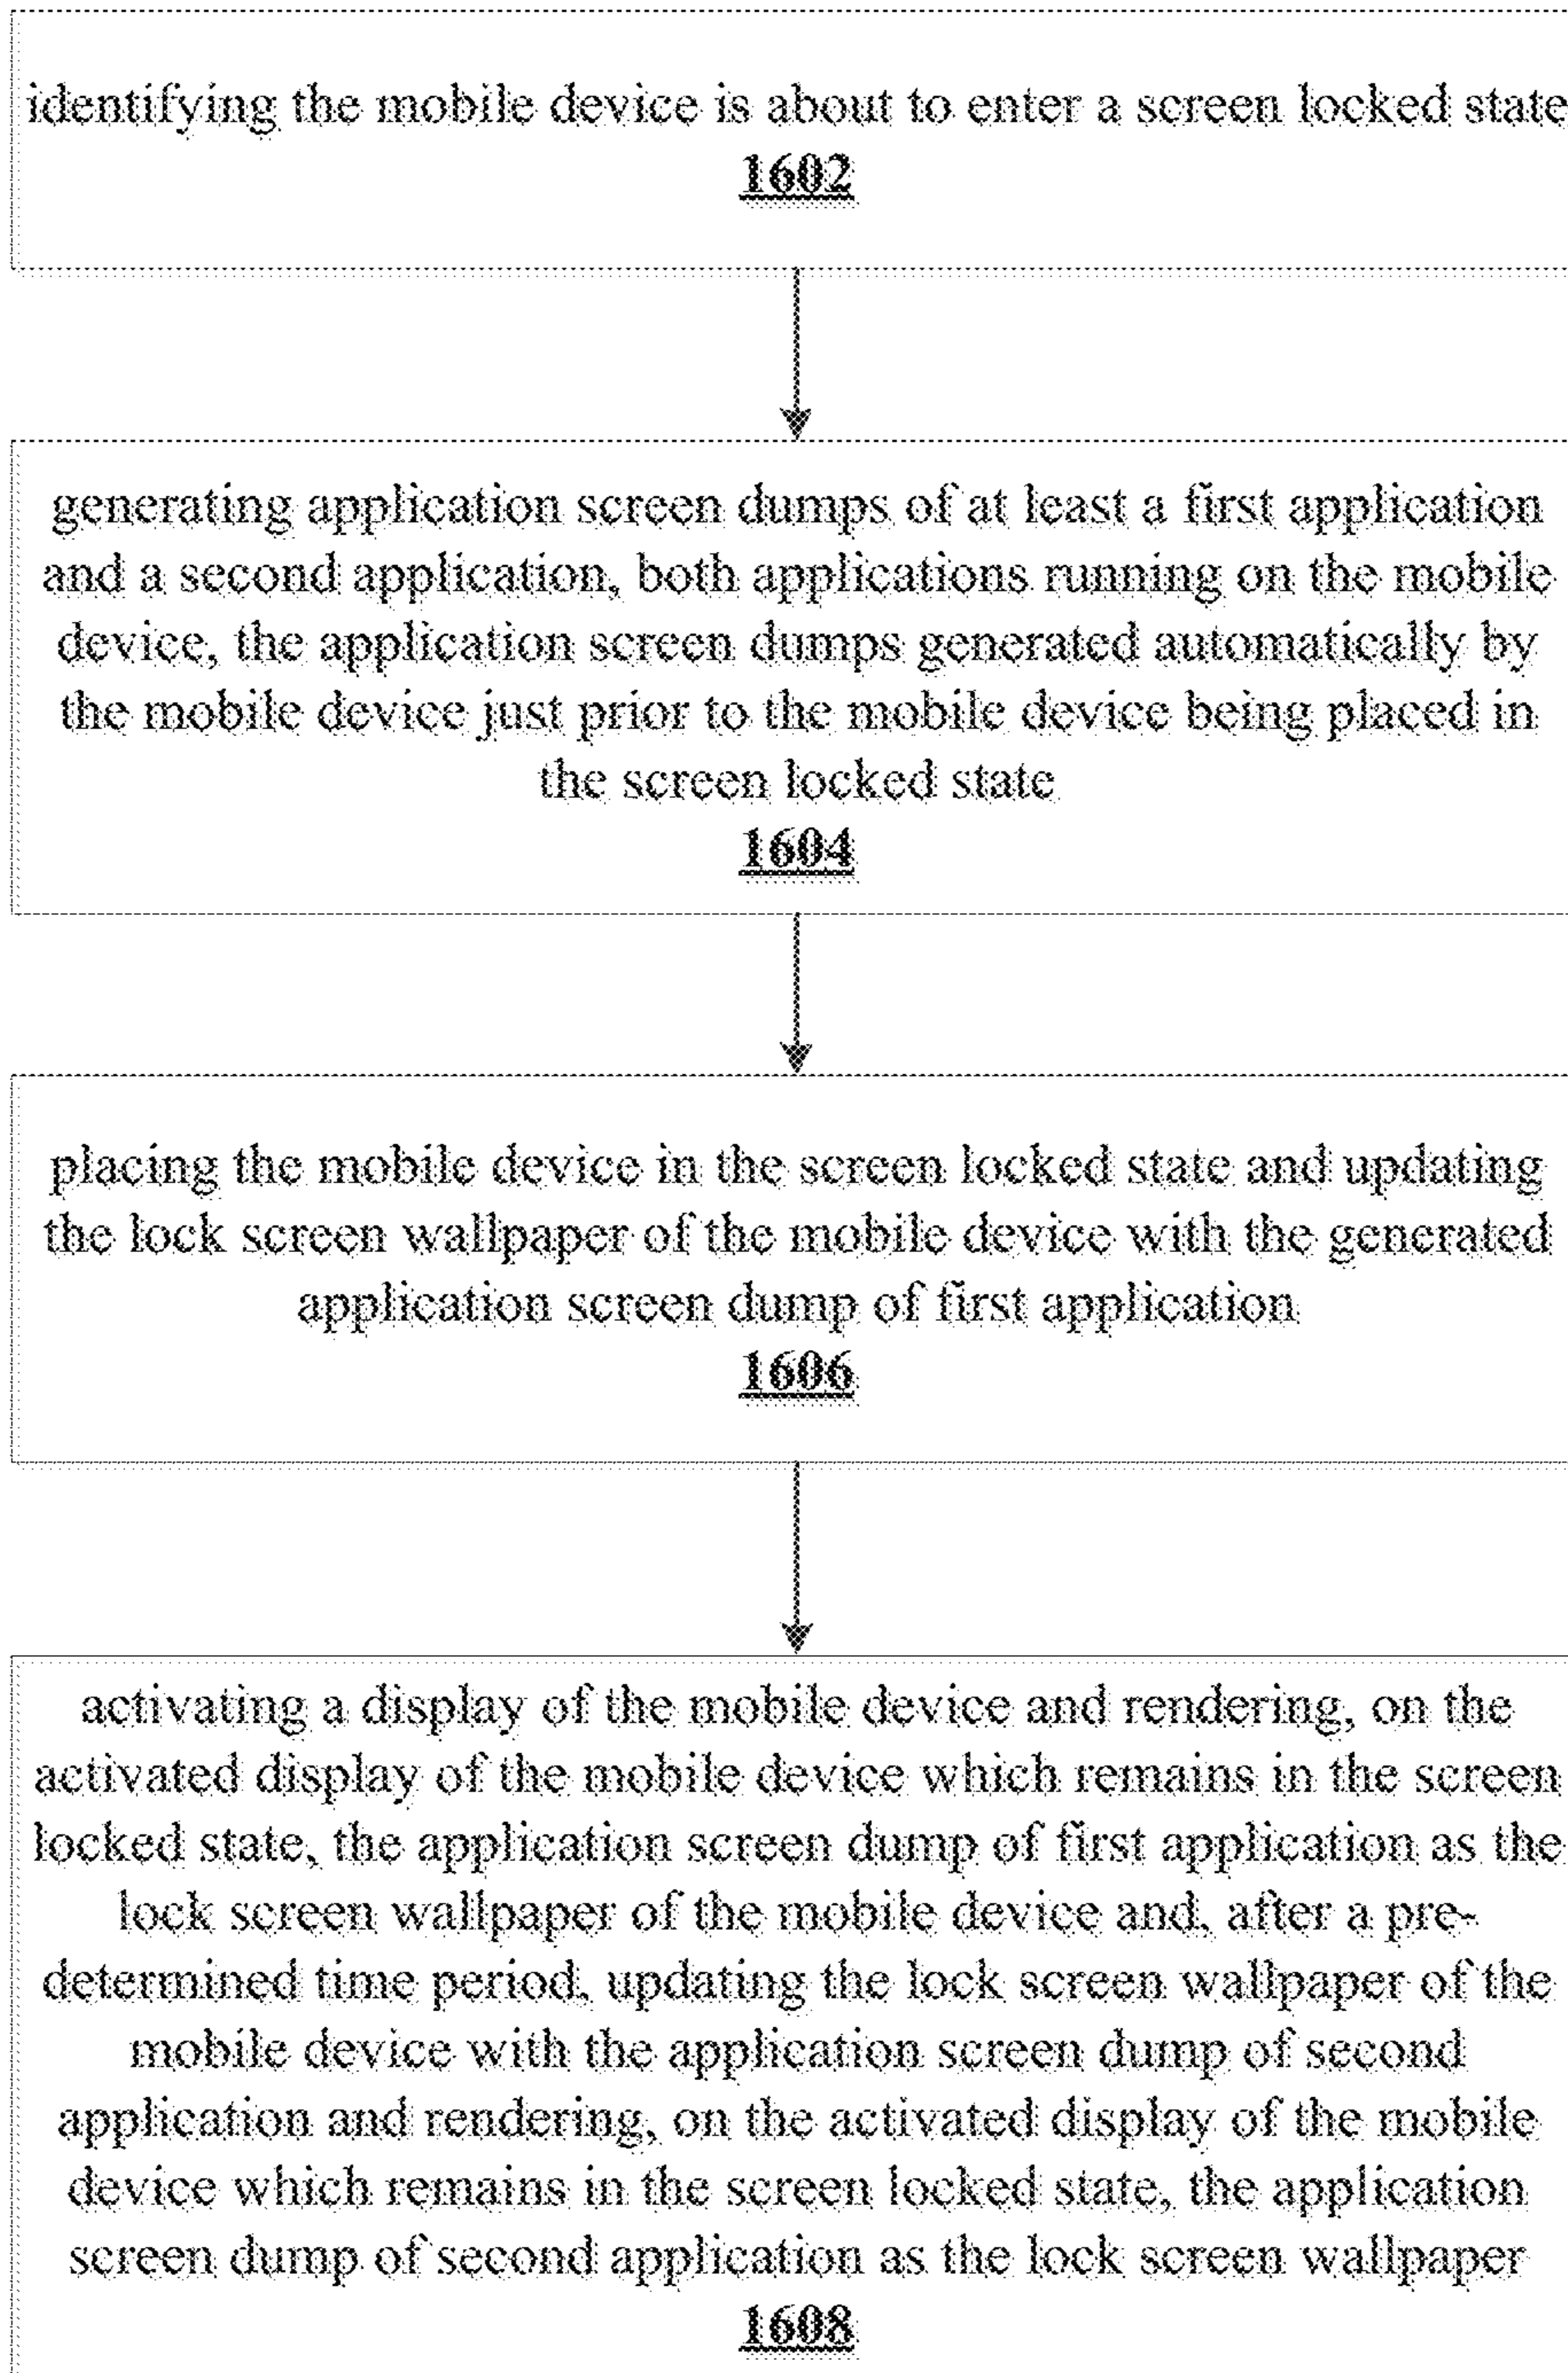 identifying the mobile device is about to enter a screen locked state
1602
generating application screen dumps of at least a first application
and a second application, both applications running on the mobile
device, the application screen dumps generated automatically by
the mobile device just prior to the mobile device being placed in
the screen locked state
1604
placing the mobile device in the screen locked state and updating
the lock screen wallpaper of the mobile device with the generated
application screen dump of first application
1606
activating a display of the mobile device and rendering, on the
activated display of the mobile device which remains in the screen
locked state, the application screen dump of first application as the
lock screen wallpaper of the mobile device and, after a pre-
determined time period, updating the lock screen wallpaper of the
mobile device with the application screen dump of second
application and rendering, on the activated display of the mobile
device which remains in the screen locked state, the application
screen dump of second application as the lock screen wallpaper
1608